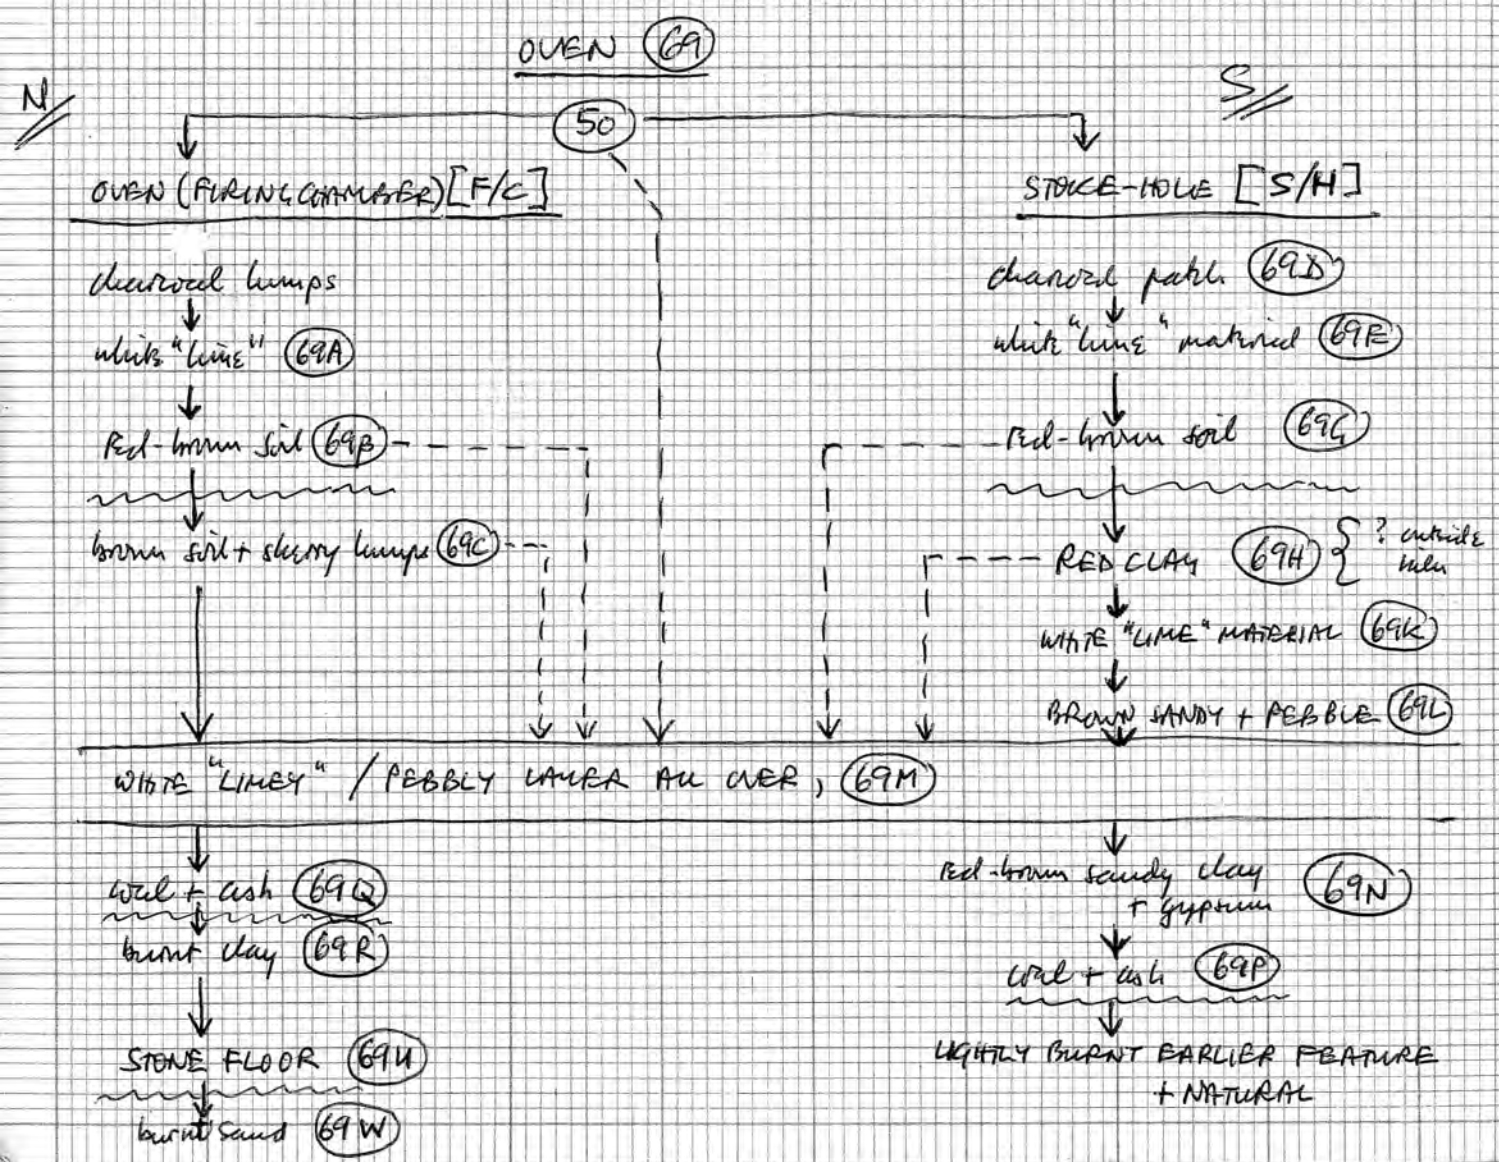 OVEN 69
N
S
50
OVEN (FIRING CHAMBER) [F/C]
STOKE-HOLE [S/H]
charcoal lumps
charcoal patch 69D
white "lime" 69A
white "lime" material 69E
Red-brown soil 69B
Red-brown soil 69G
brown soil + sherry lumps 69C
RED CLAY 69H { ? outside
kiln
WHITE "LIME" MATERIAL 69K
BROWN SANDY + PEBBLE 69L
WHITE "LIMEY" / PEBBLY LAYER ALL OVER, 69M
coal + ash 69Q
Red-brown sandy clay
+ gypsum 69N
burnt clay 69R
coal + ash 69P
STONE FLOOR 69U
LIGHTLY BURNT EARLIER FEATURE
+ NATURAL
burnt sand 69W